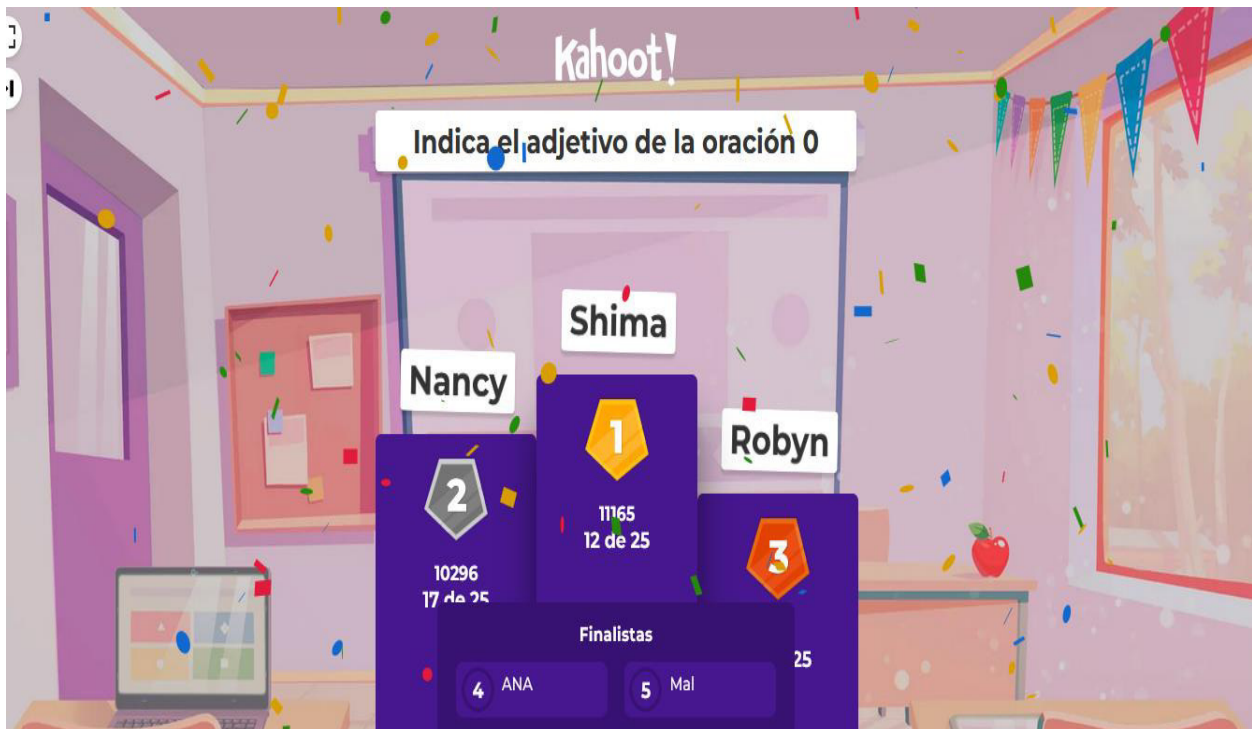 Kahoot!
Indica el adjetivo de la oración 0
Shima
Nancy
Robyn
1
11165
12 de 25
2
10296
17 de 25
3
25
Finalistas
4 ANA
5 Mal